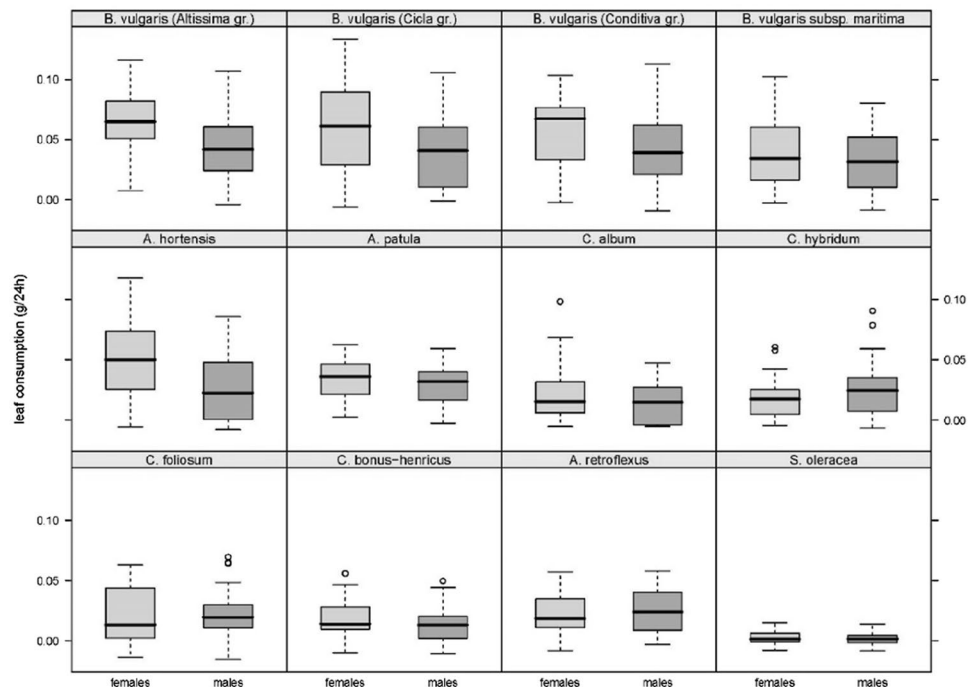 B. vulgaris (Altissima gr.) B. vulgaris (Cicla gr.) B. vulgaris (Conditiva gr.) B. vulgaris subsp. maritima
0.10
0.05
0.00
A. hortensis A. patula C. album C. hybridum
leaf consumption (g/24h)
0.10
0.05
0.00
C. foliosum C. bonus−henricus A. retroflexus S. oleracea
0.10
0.05
0.00
females males females males females males females males